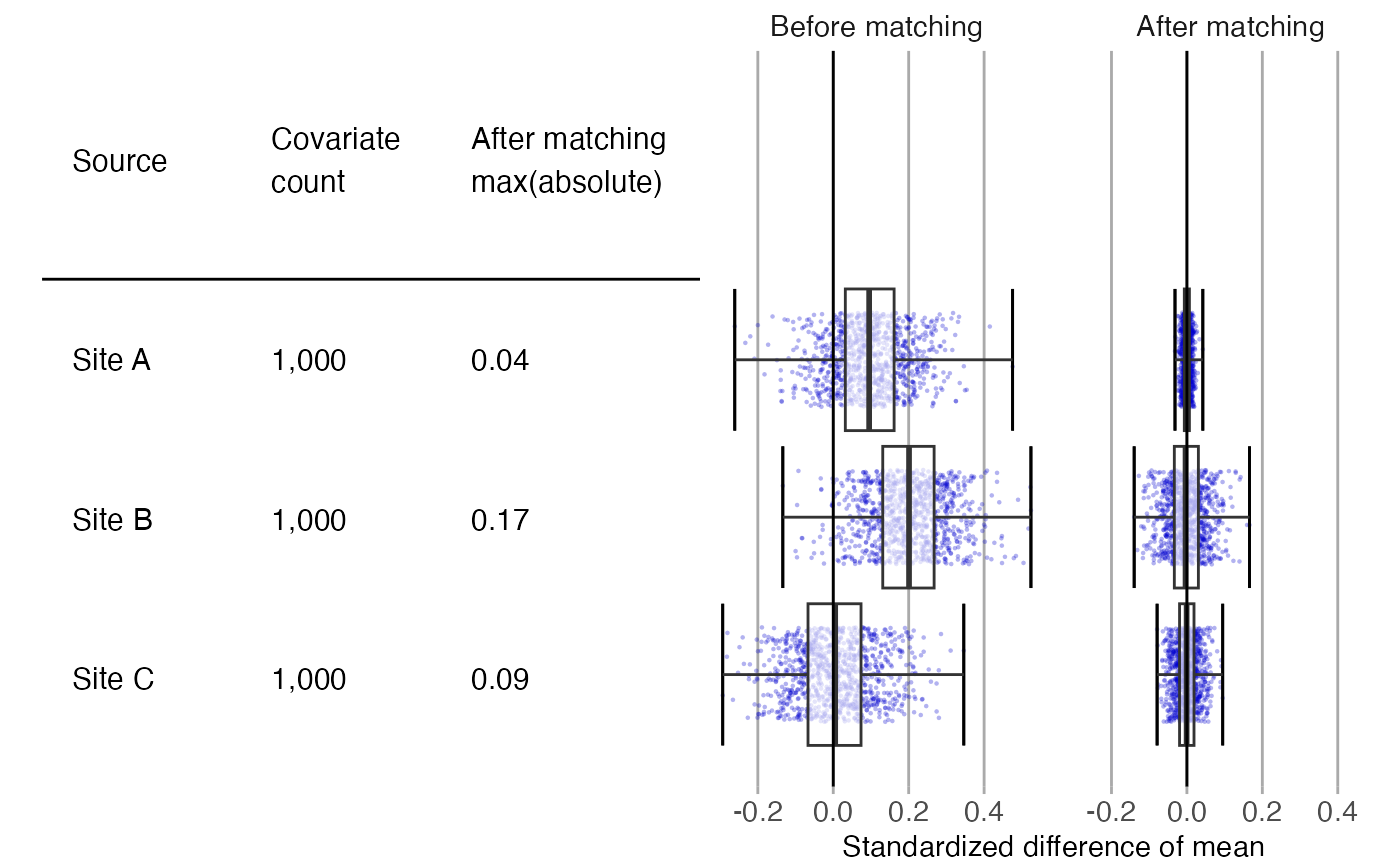 Before matching
After matching
Source
Covariate
count
After matching
max(absolute)
Site A
1,000
0.04
Site B
1,000
0.17
Site C
1,000
0.09
-0.2 0.0 0.2 0.4
-0.2 0.0 0.2 0.4
Standardized difference of mean